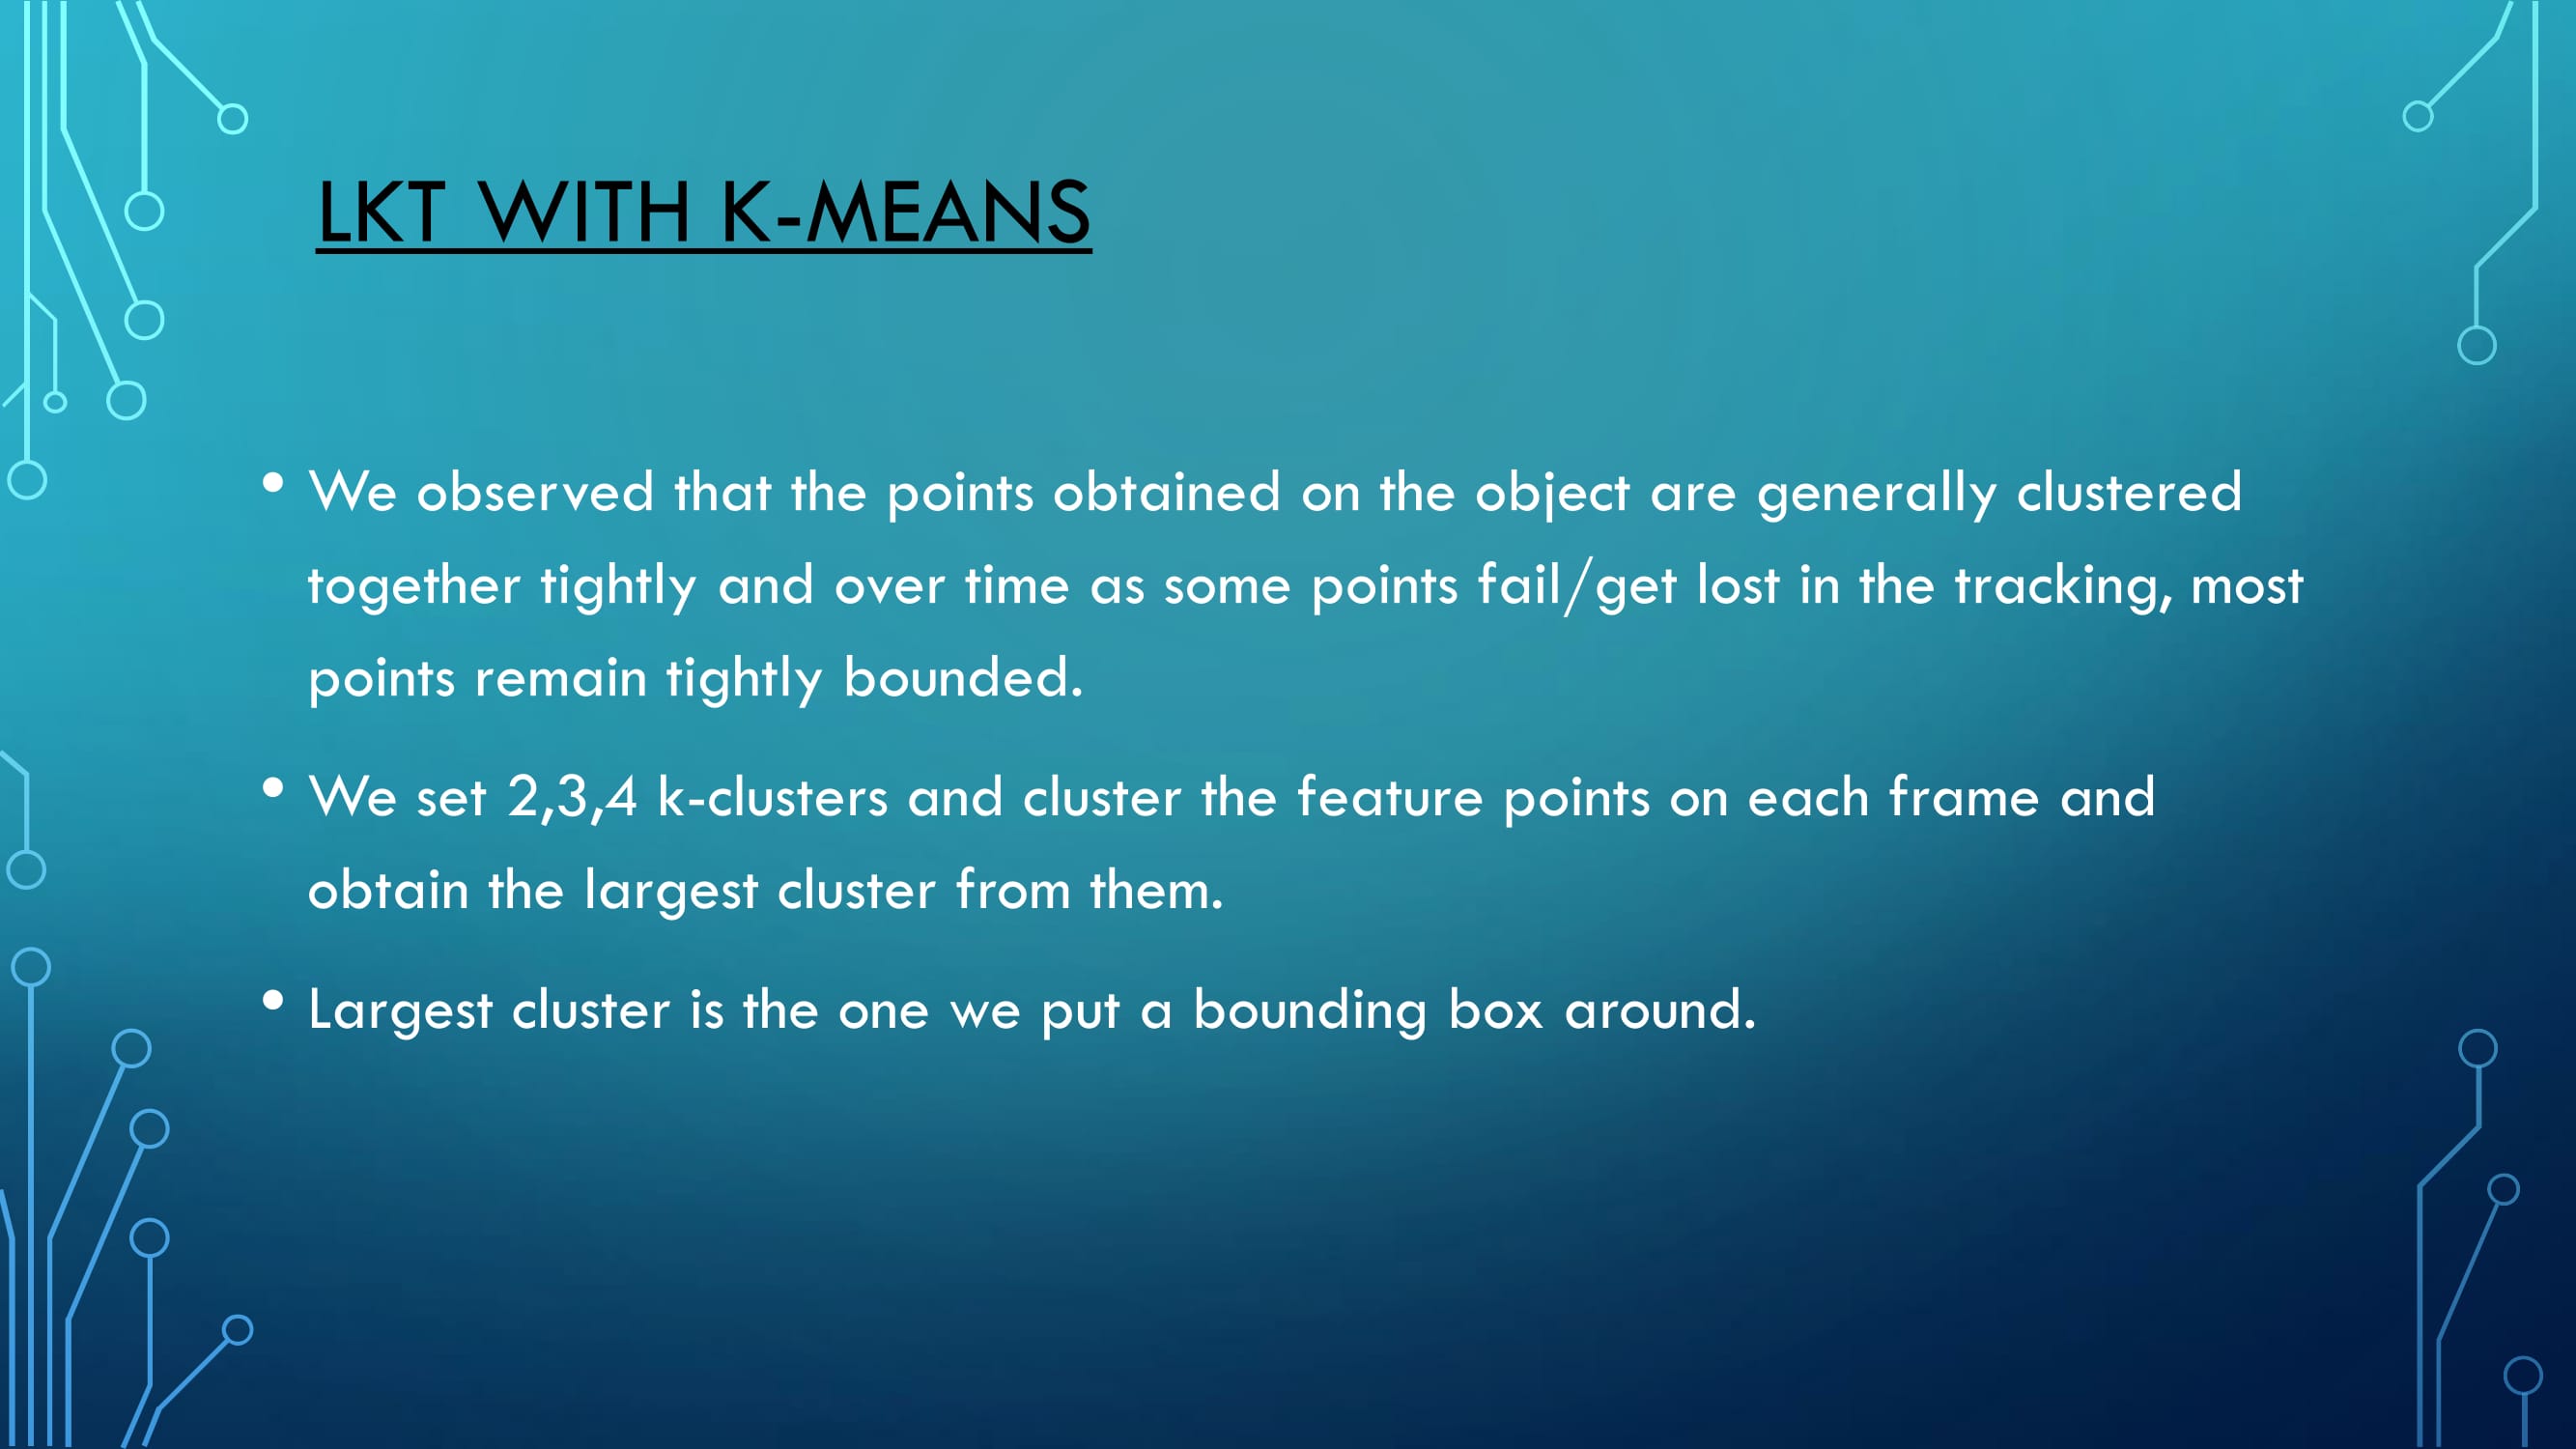 LKT WITH K-MEANS
• We observed that the points obtained on the object are generally clustered
together tightly and over time as some points fail/get lost in the tracking, most
points remain tightly bounded.
• We set 2,3,4 k-clusters and cluster the feature points on each frame and
obtain the largest cluster from them.
• Largest cluster is the one we put a bounding box around.